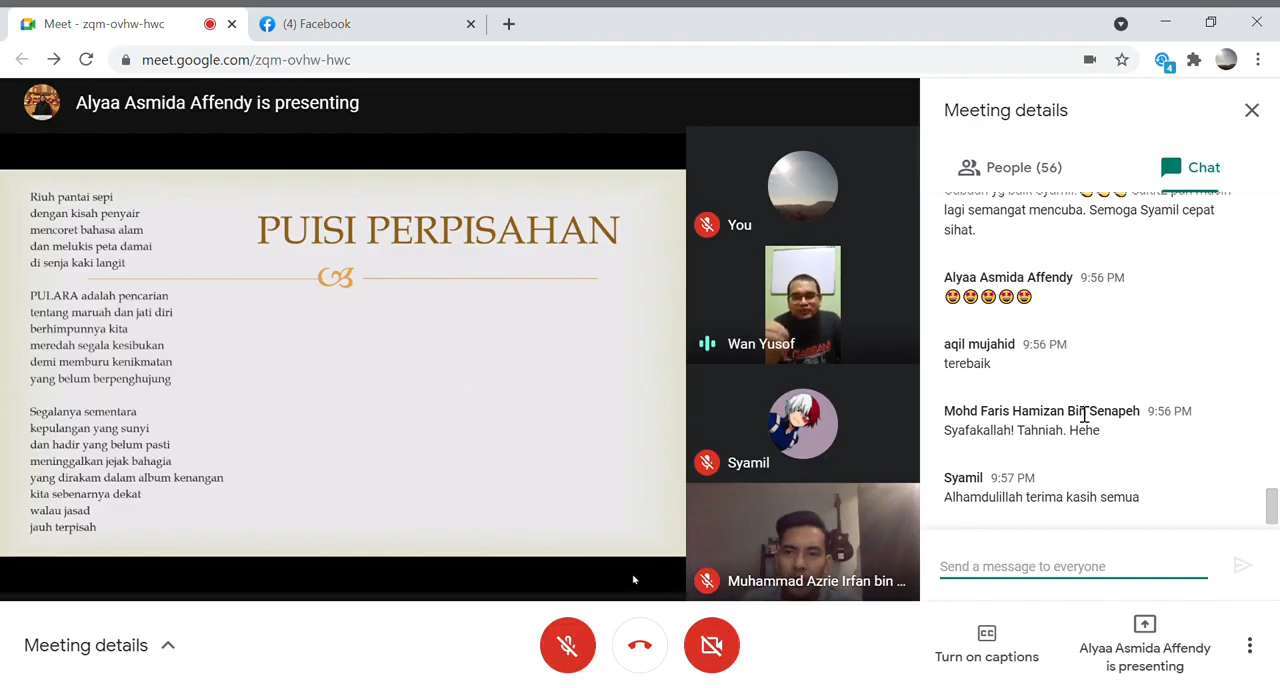 Meet - zqm-ovhw-hwc
(4) Facebook
meet.google.com/zqm-ovhw-hwc
4
Alyaa Asmida Affendy is presenting
PUISI PERPISAHAN
Riuh pantai sepi
dengan kisah penyair
mencoret bahasa alam
dan melukis peta damai
di senja kaki langit
PULARA adalah pencarian
tentang maruah dan jati diri
berhimpunnya kita
meredah segala kesibukan
demi memburu kenikmatan
yang belum berpenghujung
Segalanya sementara
kepulangan yang sunyi
dan hadir yang belum pasti
meninggalkan jejak bahagia
yang dirakam dalam album kenangan
kita sebenarnya dekat
walau jasad
jauh terpisah
You
Wan Yusof
Syamil
Muhammad Azrie Irfan bin ...
Meeting details
People (56)
Chat
lagi semangat mencuba. Semoga Syamil cepat
sihat.
Alyaa Asmida Affendy 9:56 PM
😍😍😍😍😍
aqil mujahid 9:56 PM
terebaik
Mohd Faris Hamizan Bin Senapeh 9:56 PM
Syafakallah! Tahniah. Hehe
Syamil 9:57 PM
Alhamdulillah terima kasih semua
Send a message to everyone
Meeting details
CC
Turn on captions
Alyaa Asmida Affendy
is presenting